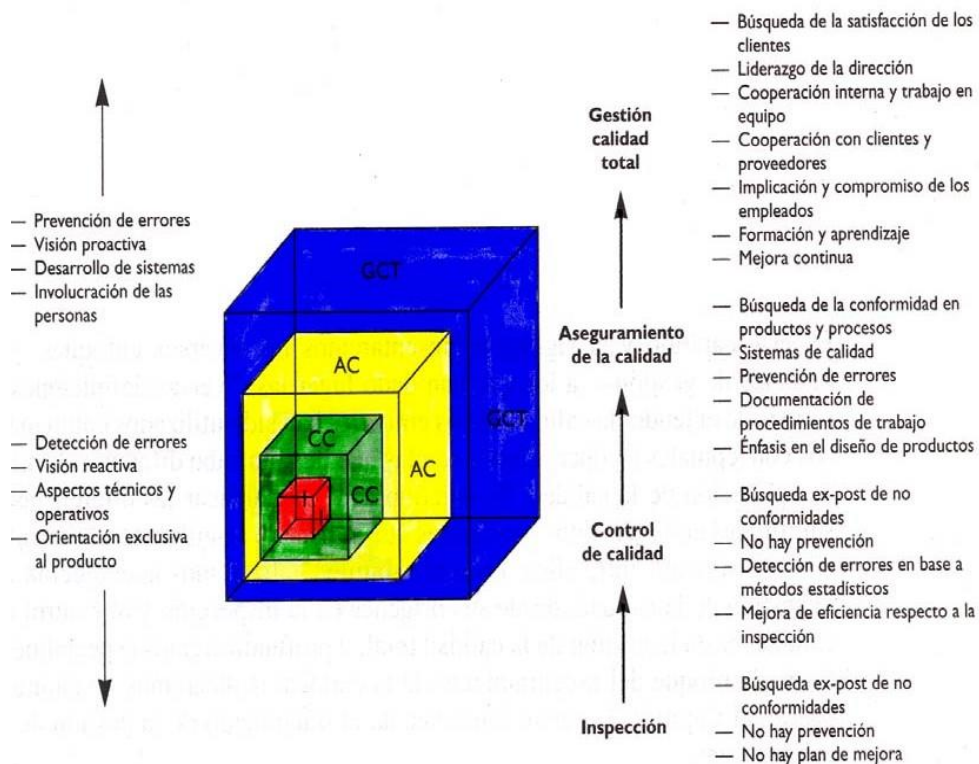 — Prevención de errores
— Visión proactiva
— Desarrollo de sistemas
— Involucración de las
personas
— Detección de errores
— Visión reactiva
— Aspectos técnicos
operativos
— Orientación exclusiva
al producto
GCT
GCT
AC
AC
CC
CC
I
Gestión
calidad
total
Aseguramiento
de la calidad
Control
de calidad
Inspección
— Búsqueda de la satisfacción de los
clientes
— Liderazgo de la dirección
— Cooperación interna y trabajo en
equipo
— Cooperación con clientes y
proveedores
— Implicación y compromiso de los
empleados
— Formación y aprendizaje
— Mejora continua
— Búsqueda de la conformidad en
productos y procesos
— Sistemas de calidad
Prevención de errores
— Documentación de
procedimientos de trabajo
— Énfasis en el diseño de productos
— Búsqueda ex-post de no
conformidades
— No hay prevención
— Detección de errores en base a
métodos estadísticos
— Mejora de eficiencia respecto a la
inspección
— Búsqueda ex-post de no
conformidades
— No hay prevención
— No hay plan de mejora